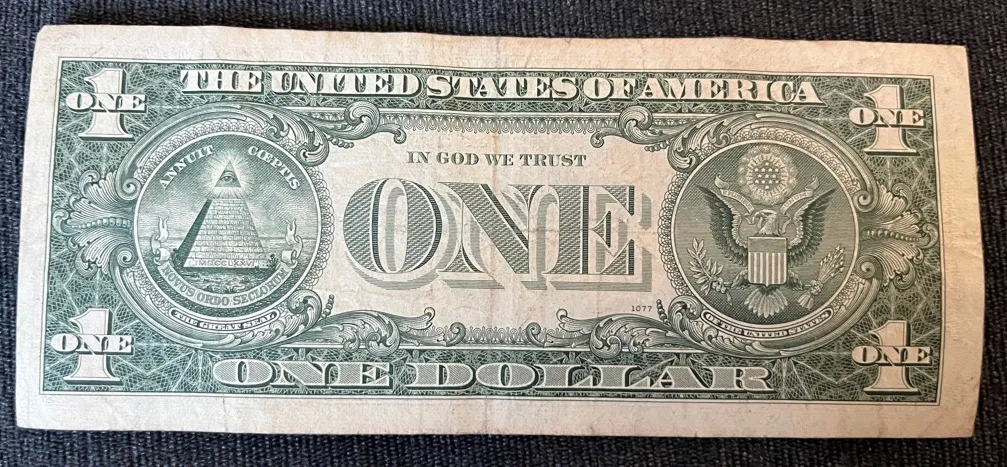 THE UNITED STATES OF AMERICA
1
ONE
1
ONE
ANNUIT CŒPTIS
MDCCLXXVI
NOVUS ORDO SECLORUM
THE GREAT SEAL
IN GOD WE TRUST
ONE
1077
OF THE UNITED STATES
1
ONE
1
ONE
ONE DOLLAR